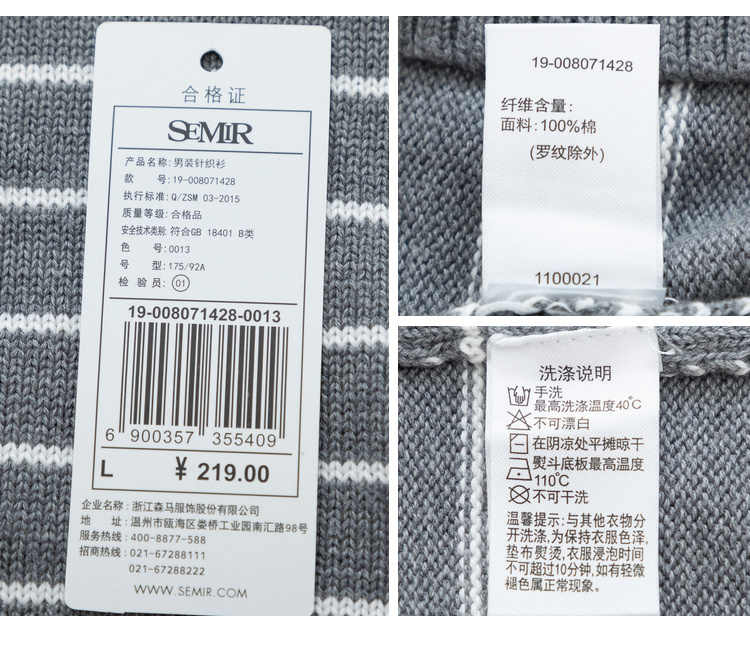 合格证
SEMIR
产品名称:男装针织衫
款 号:19-008071428
执行标准:Q/ZSM 03-2015
质量等级:合格品
安全技术类别:符合GB 18401 B类
色 号:0013
号 型:175/92A
检 验 员:01
19-008071428-0013
6 900357 355409
L ¥ 219.00
企业名称:浙江森马服饰股份有限公司
地 址:温州市瓯海区娄桥工业园南汇路98号
服务热线:400-8877-588
招商热线:021-67288111
021-67288222
WWW.SEMIR.COM
19-008071428
纤维含量:
面料:100%棉
(罗纹除外)
1100021
洗涤说明
手洗
最高洗涤温度40℃
不可漂白
在阴凉处平摊晾干
熨斗底板最高温度
110℃
不可干洗
温馨提示:与其他衣物分
开洗涤,为保持衣服色泽,
垫布熨烫,衣服浸泡时间
不可超过10分钟,如有轻微
褪色属正常现象。